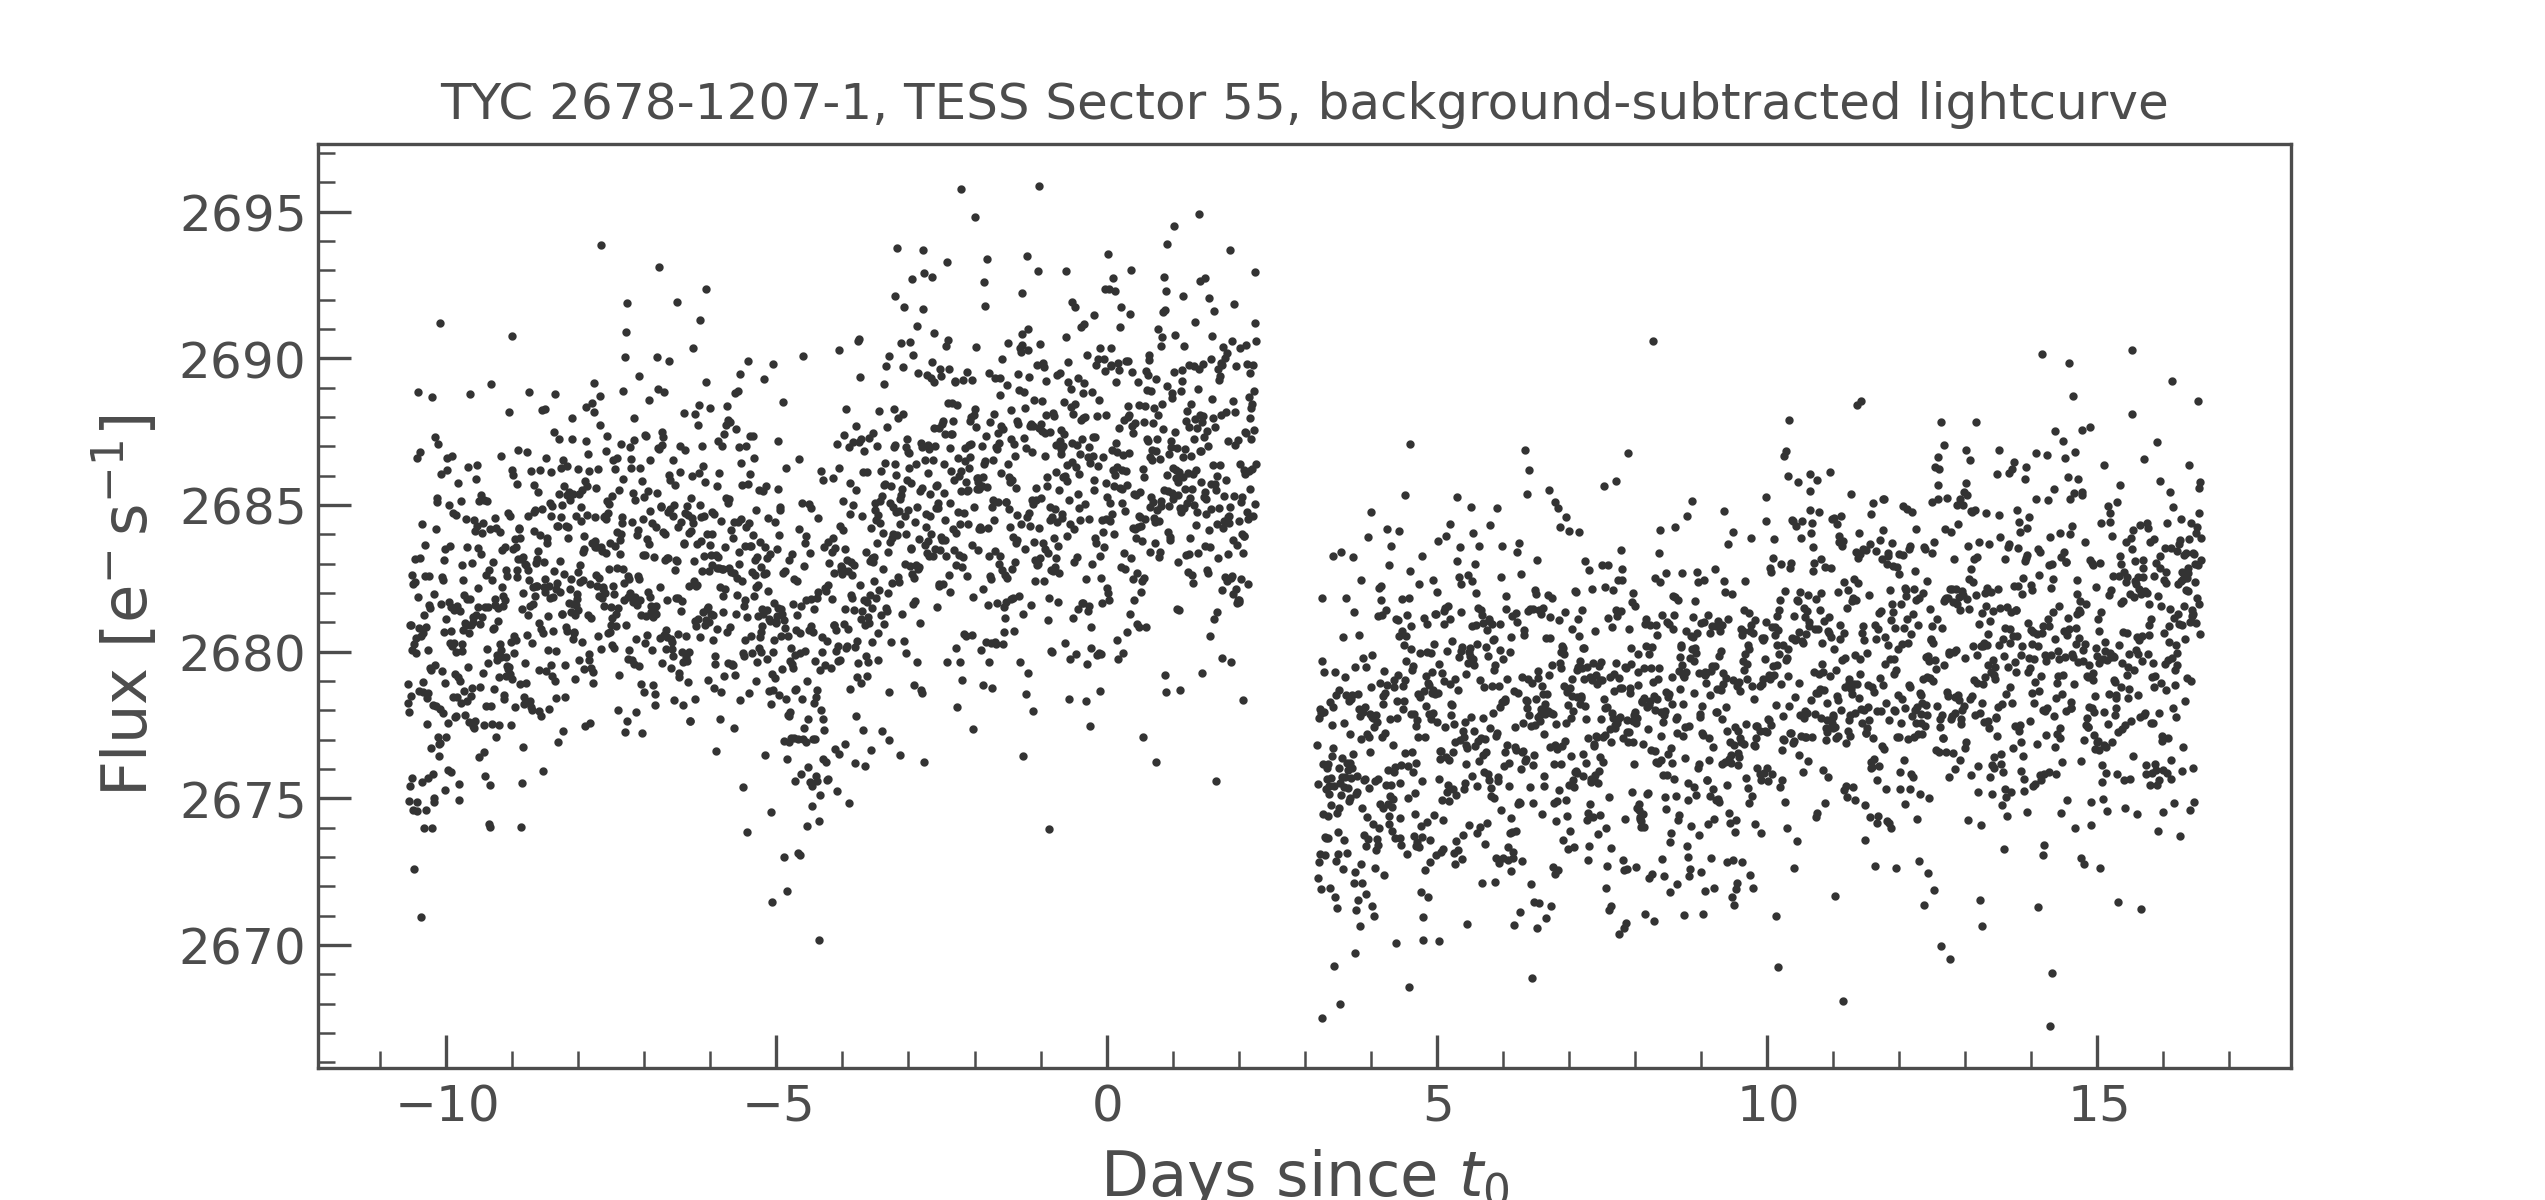 TYC 2678-1207-1, TESS Sector 55, background-subtracted lightcurve
Flux [e⁻ s⁻¹]
2695
2690
2685
2680
2675
2670
−10 −5 0 5 10 15
Days since t₀